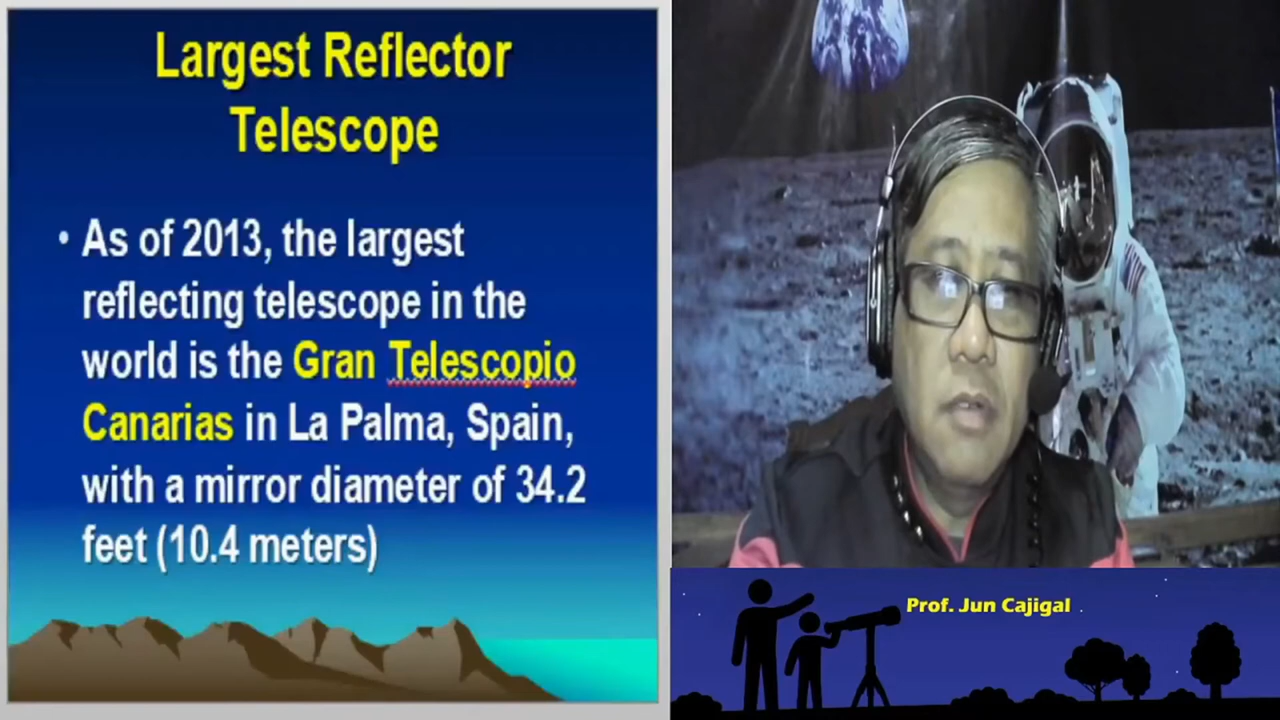 Largest Reflector
Telescope
• As of 2013, the largest
reflecting telescope in the
world is the Gran Telescopio
Canarias in La Palma, Spain,
with a mirror diameter of 34.2
feet (10.4 meters)
Prof. Jun Cajigal